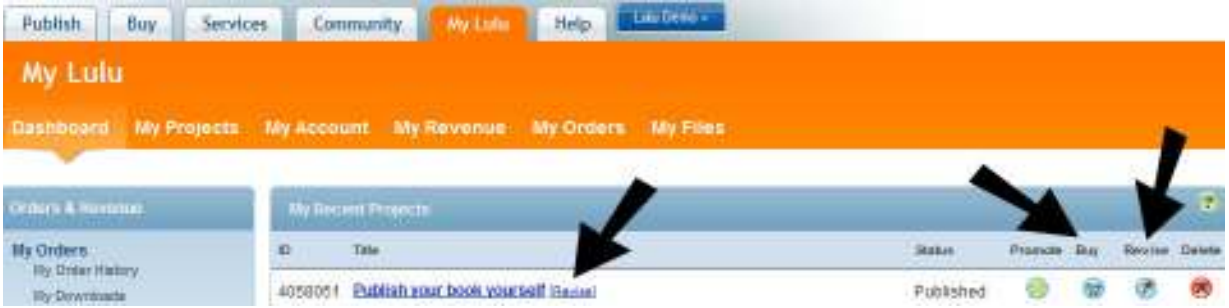 Publish Buy Services Community My Lulu Help Lulu Demo
My Lulu
Dashboard My Projects My Account My Revenue My Orders My Files
Orders & Revenue My Recent Projects
My Orders ID Title Status Promote Buy Revise Delete
My Order History
4058051 Publish your book yourself [Revise] Published
My Downloads